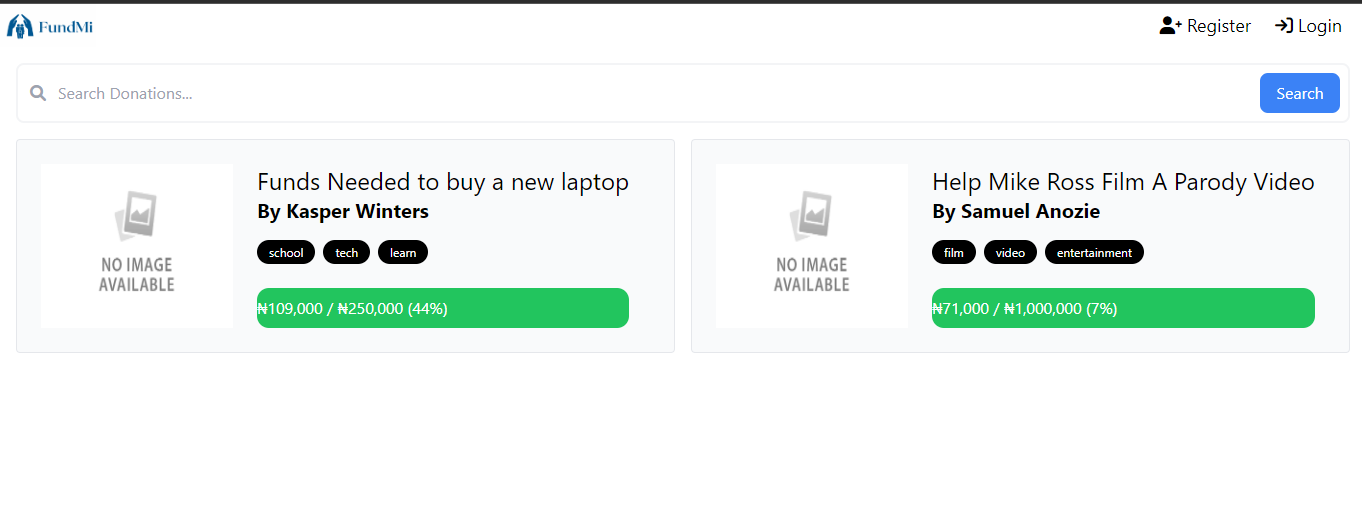 FundMi
Register
Login
Search Donations...
Search
NO IMAGE
AVAILABLE
Funds Needed to buy a new laptop
By Kasper Winters
school tech learn
₦109,000 / ₦250,000 (44%)
NO IMAGE
AVAILABLE
Help Mike Ross Film A Parody Video
By Samuel Anozie
film video entertainment
₦71,000 / ₦1,000,000 (7%)